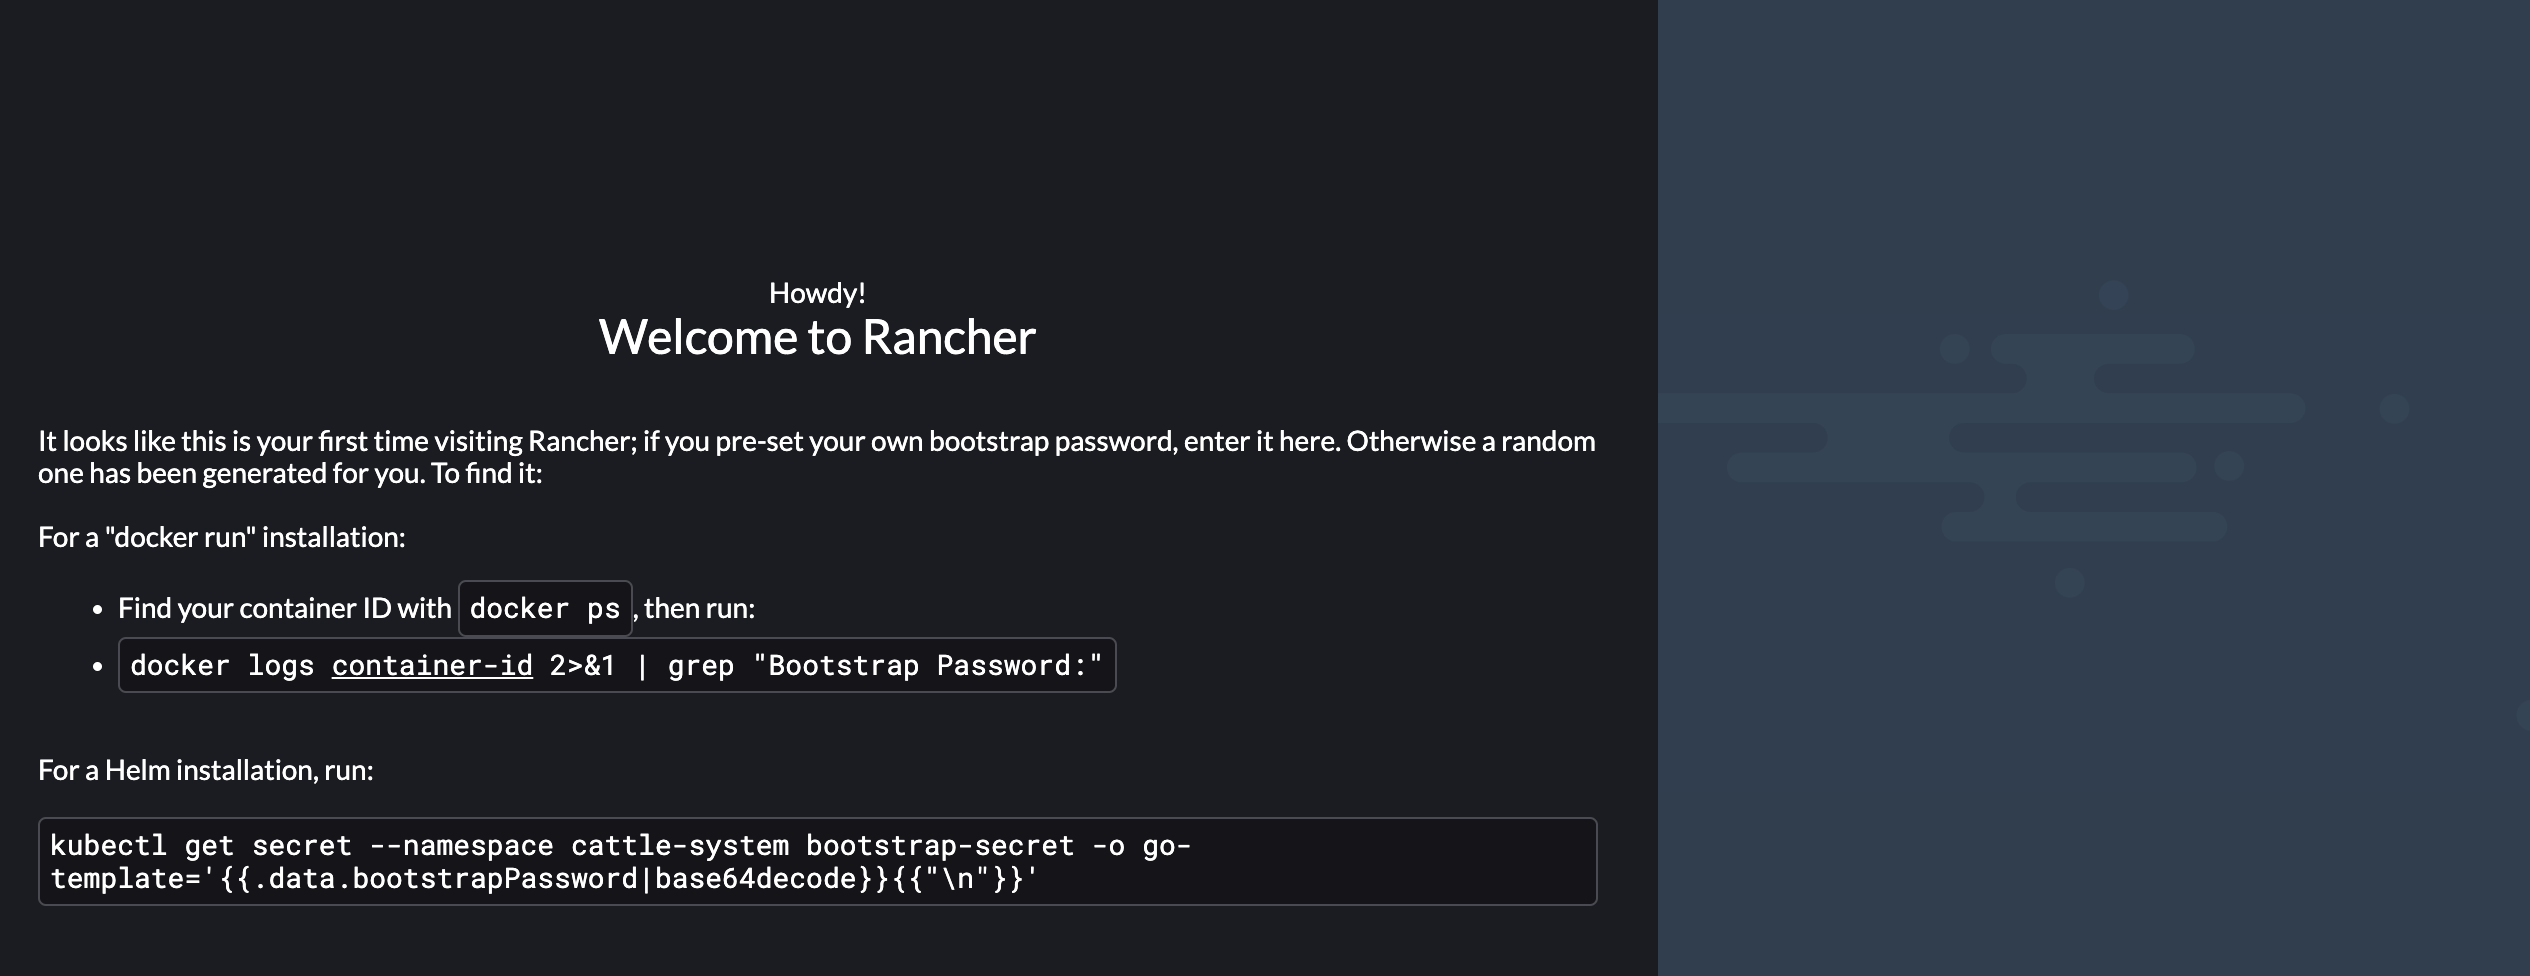 Howdy!
Welcome to Rancher
It looks like this is your first time visiting Rancher; if you pre-set your own bootstrap password, enter it here. Otherwise a random
one has been generated for you. To find it:
For a "docker run" installation:
• Find your container ID with docker ps, then run:
• docker logs container-id 2>&1 | grep "Bootstrap Password:"
For a Helm installation, run:
kubectl get secret --namespace cattle-system bootstrap-secret -o go-
template='{{.data.bootstrapPassword|base64decode}}{{"\n"}}'